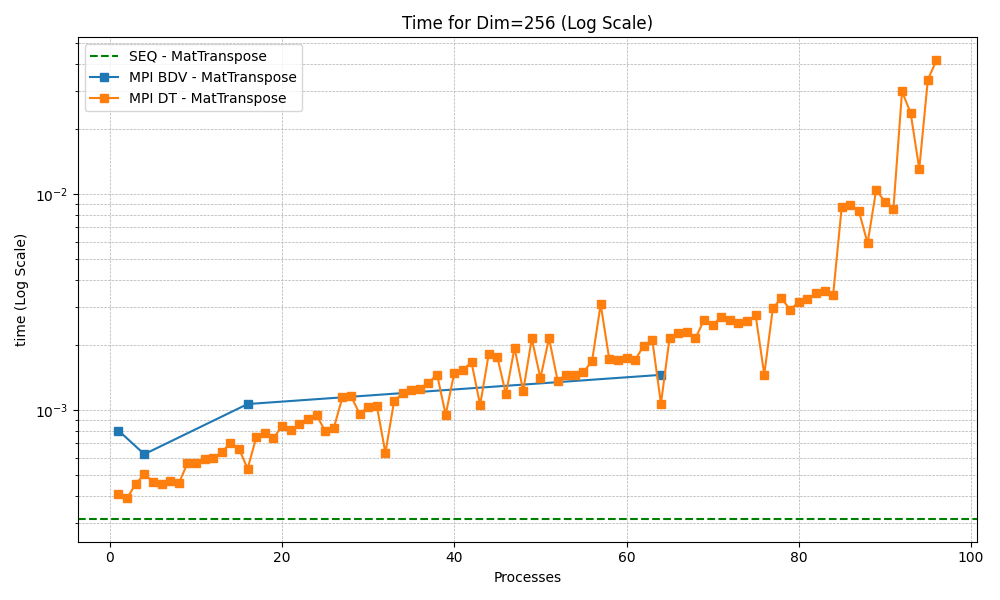 Time for Dim=256 (Log Scale)
SEQ - MatTranspose
MPI BDV - MatTranspose
MPI DT - MatTranspose
time (Log Scale)
10⁻²
10⁻³
0 20 40 60 80 100
Processes